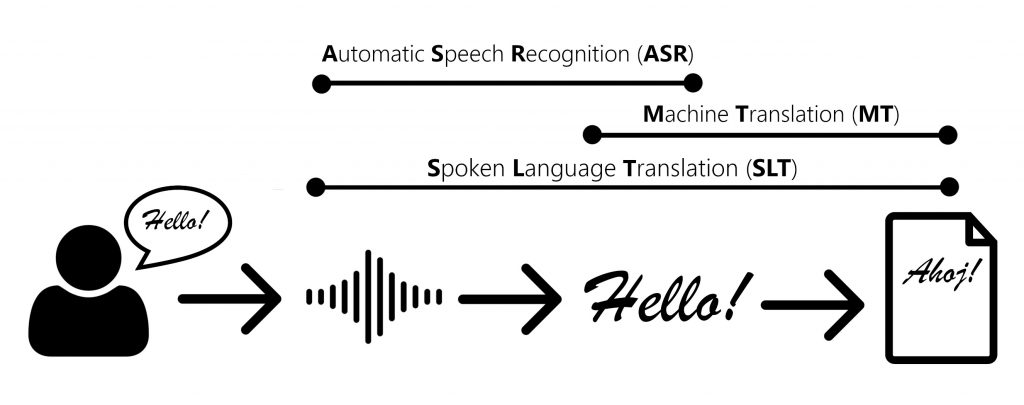 Automatic Speech Recognition (ASR)
Machine Translation (MT)
Spoken Language Translation (SLT)
Hello!
Hello!
Ahoj!